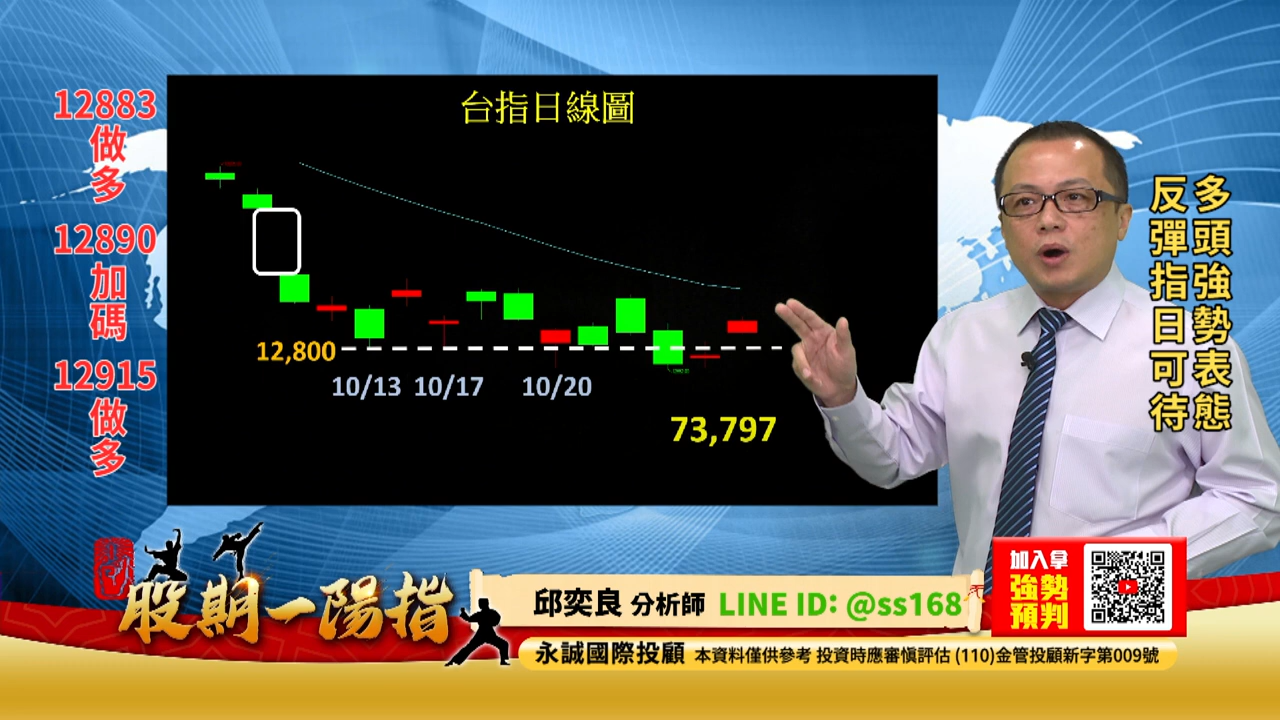 台指日線圖
12883
做多
12890
加碼
12915
做多
12,800
10/13 10/17 10/20
73,797
多頭強勢表態
反彈指日可待
股期一陽指
邱奕良 分析師 LINE ID: @ss168
永誠國際投顧 本資料僅供參考 投資時應審慎評估 (110)金管投顧新字第009號
加入拿
強勢
預判